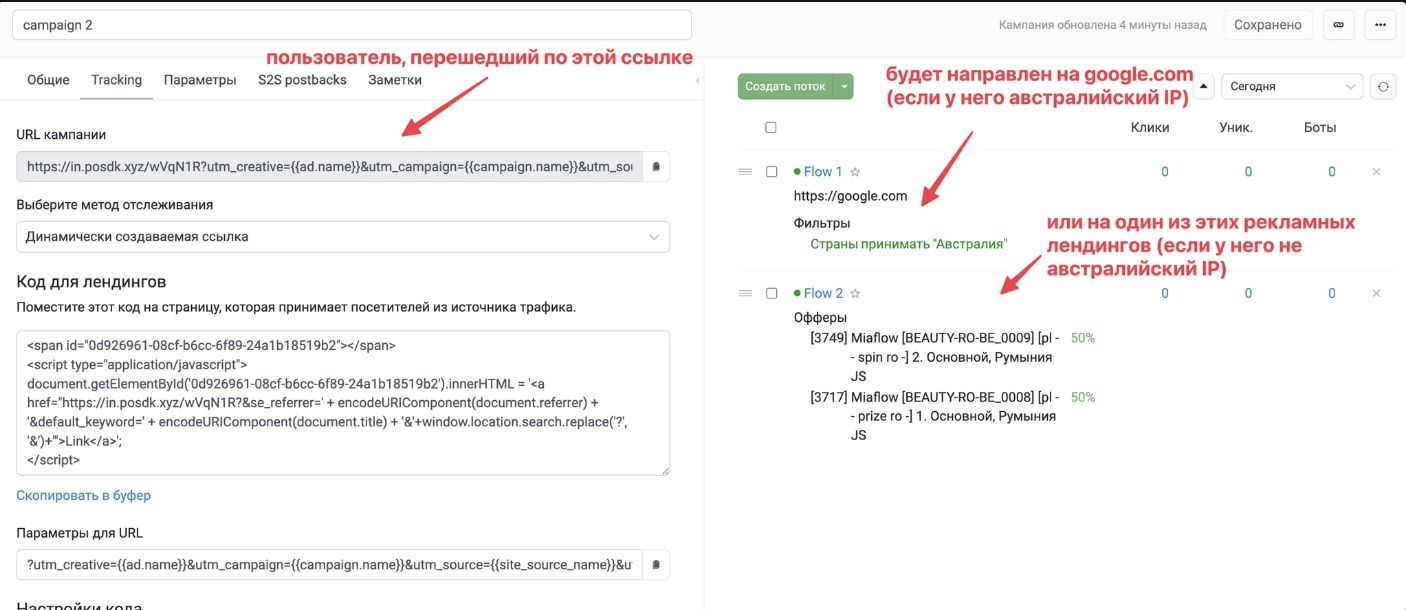 campaign 2
Кампания обновлена 4 минуты назад
Сохранено
пользователь, перешедший по этой ссылке
Общие
Tracking
Параметры
S2S postbacks
Заметки
URL кампании
https://in.posdk.xyz/wVqN1R?utm_creative={{ad.name}}&utm_campaign={{campaign.name}}&utm_sou
Выберите метод отслеживания
Динамически создаваемая ссылка
Код для лендингов
Поместите этот код на страницу, которая принимает посетителей из источника трафика.
<span id="0d926961-08cf-b6cc-6f89-24a1b18519b2"></span>
<script type="application/javascript">
document.getElementById('0d926961-08cf-b6cc-6f89-24a1b18519b2').innerHTML = '<a
href="https://in.posdk.xyz/wVqN1R?&se_referrer=' + encodeURIComponent(document.referrer) +
'&default_keyword=' + encodeURIComponent(document.title) + '&'+window.location.search.replace('?',
'&')+'">Link</a>';
</script>
Скопировать в буфер
Параметры для URL
?utm_creative={{ad.name}}&utm_campaign={{campaign.name}}&utm_source={{site_source_name}}&u
Настройки кода
Создать поток
будет направлен на google.com
(если у него австралийский IP)
Сегодня
Клики
Уник.
Боты
Flow 1
0
0
0
https://google.com
Фильтры
Страны принимать "Австралия"
или на один из этих рекламных
лендингов (если у него не
австралийский IP)
Flow 2
0
0
0
Офферы
[3749] Miaflow [BEAUTY-RO-BE_0009] [pl - 50%
- spin ro -] 2. Основной, Румыния
JS
[3717] Miaflow [BEAUTY-RO-BE_0008] [pl - 50%
- prize ro -] 1. Основной, Румыния
JS